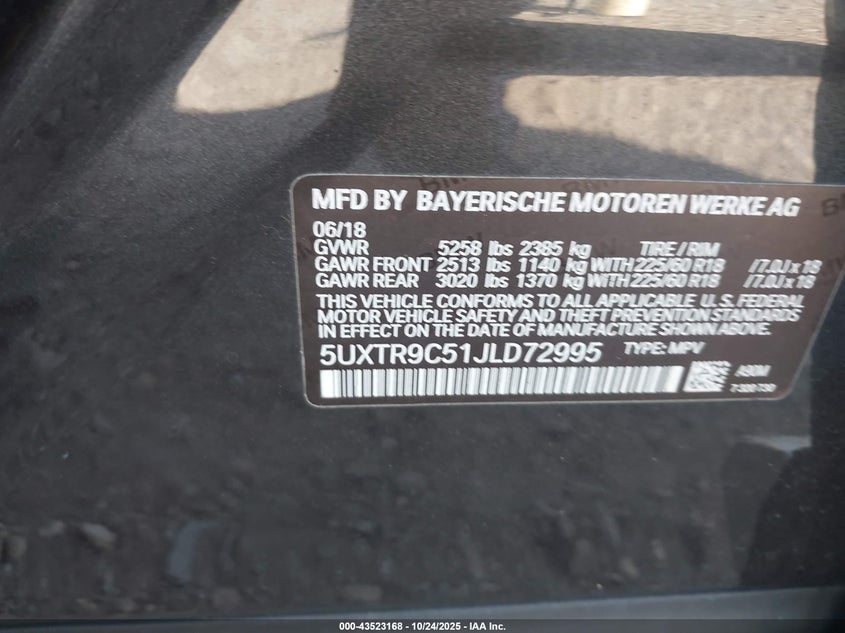 MFD BY BAYERISCHE MOTOREN WERKE AG
06/18
GVWR 5258 lbs 2385 kg TIRE / RIM
GAWR FRONT 2513 lbs 1140 kg WITH 225/60 R18 / 7.0J x 18
GAWR REAR 3020 lbs 1370 kg WITH 225/60 R18 / 7.0J x 18
THIS VEHICLE CONFORMS TO ALL APPLICABLE U. S. FEDERAL
MOTOR VEHICLE SAFETY AND THEFT PREVENTION STANDARDS
IN EFFECT ON THE DATE OF MANUFACTURE SHOWN ABOVE.
5UXTR9C51JLD72995 TYPE: MPV
A90M
000-43523168 - 10/24/2025 - IAA Inc.